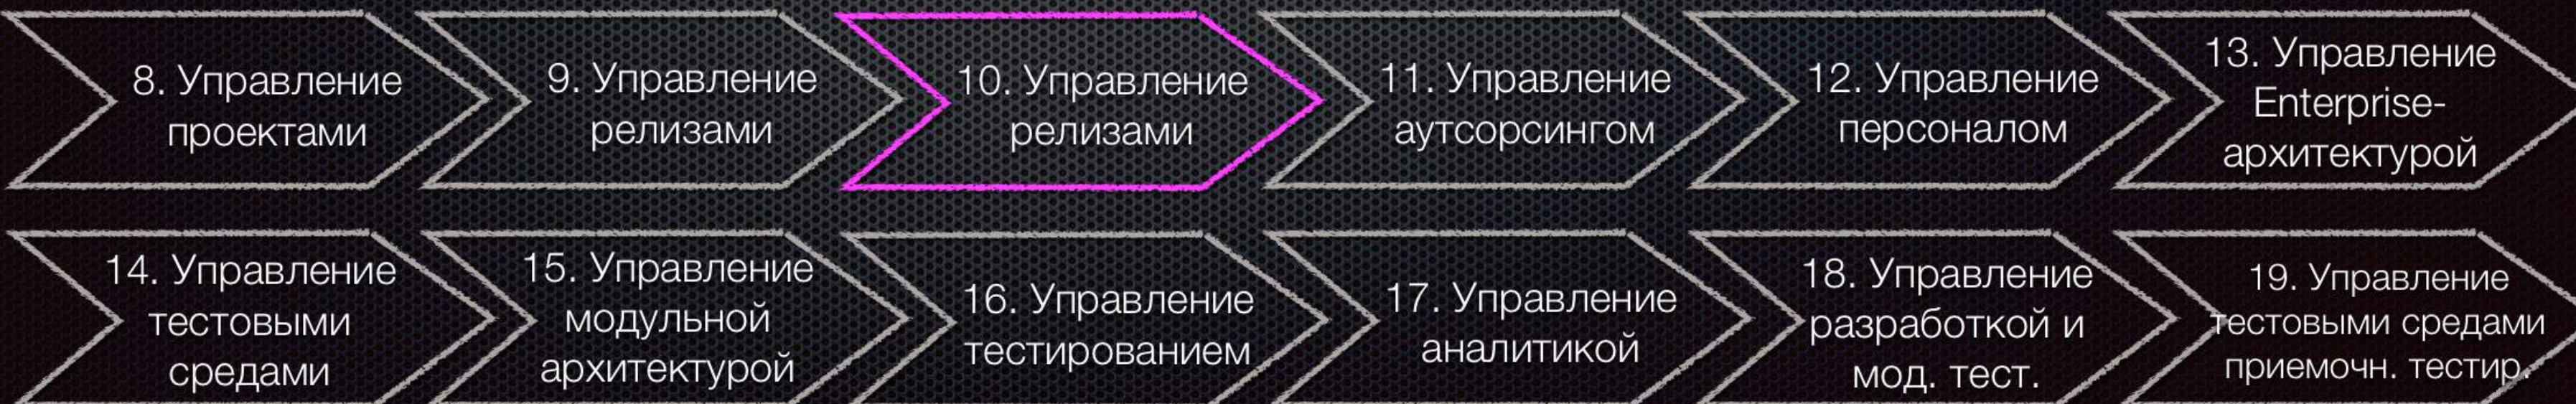 8. Управление
проектами
9. Управление
релизами
10. Управление
релизами
11. Управление
аутсорсингом
12. Управление
персоналом
13. Управление
Enterprise-
архитектурой
14. Управление
тестовыми
средами
15. Управление
модульной
архитектурой
16. Управление
тестированием
17. Управление
аналитикой
18. Управление
разработкой и
мод. тест.
19. Управление
тестовыми средами
приемочн. тестир.